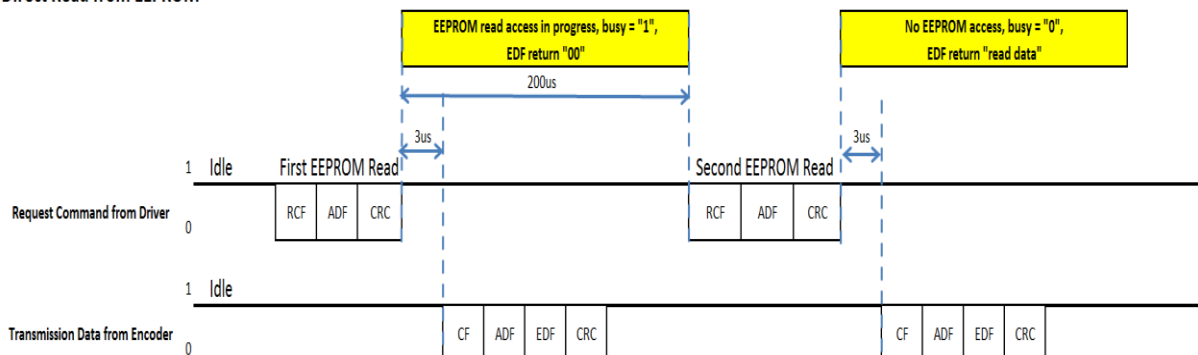 Direct Read from EEPROM
EEPROM read access in progress, busy = "1",
EDF return "00"
No EEPROM access, busy = "0",
EDF return "read data"
200us
3us
3us
1 Idle First EEPROM Read Second EEPROM Read
Request Command from Driver
RCF ADF CRC RCF ADF CRC
0
1 Idle
Transmission Data from Encoder
CF ADF EDF CRC CF ADF EDF CRC
0